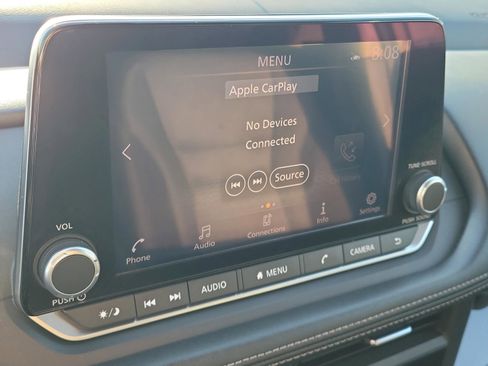 MENU
8:08
Apple CarPlay
No Devices
Connected
Source
TUNE·SCROLL
VOL
Phone
Audio
Connections
Info
Settings
PUSH
PUSH SOUND
AUDIO
MENU
CAMERA